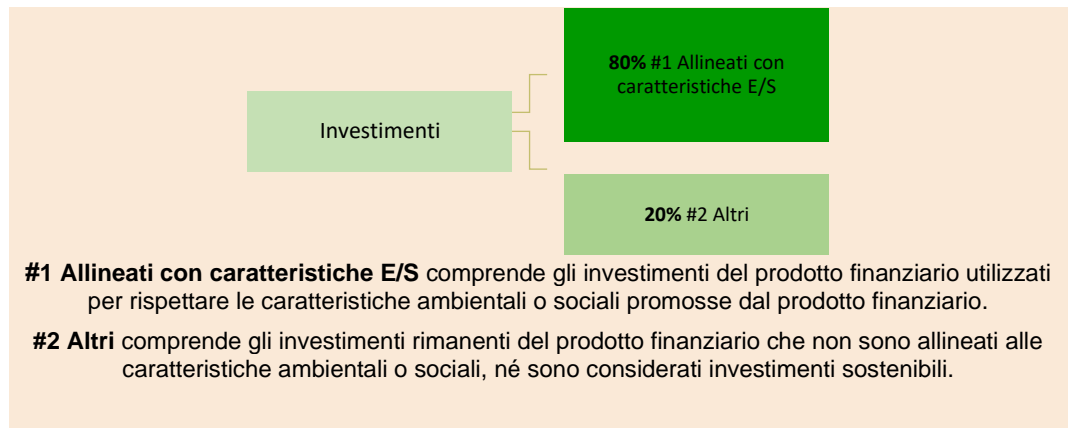 80% #1 Allineati con
caratteristiche E/S
Investimenti
20% #2 Altri
#1 Allineati con caratteristiche E/S comprende gli investimenti del prodotto finanziario utilizzati
per rispettare le caratteristiche ambientali o sociali promosse dal prodotto finanziario.
#2 Altri comprende gli investimenti rimanenti del prodotto finanziario che non sono allineati alle
caratteristiche ambientali o sociali, né sono considerati investimenti sostenibili.